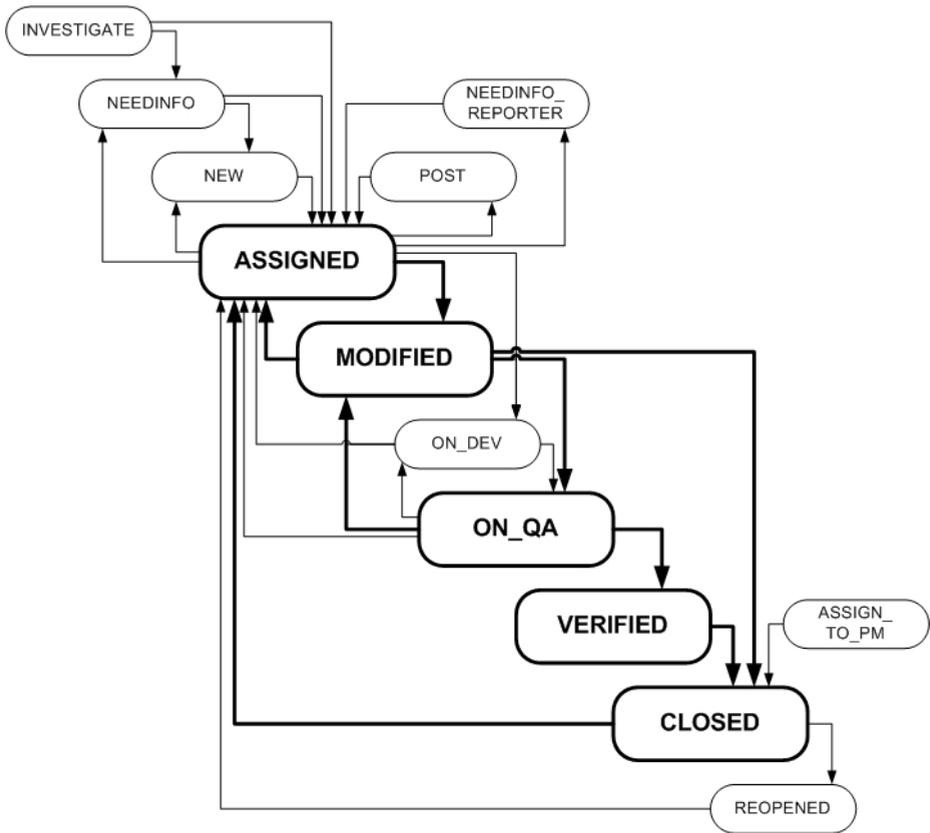 INVESTIGATE
NEEDINFO
NEEDINFO_
REPORTER
NEW
POST
ASSIGNED
MODIFIED
ON_DEV
ON_QA
VERIFIED
ASSIGN_
TO_PM
CLOSED
REOPENED